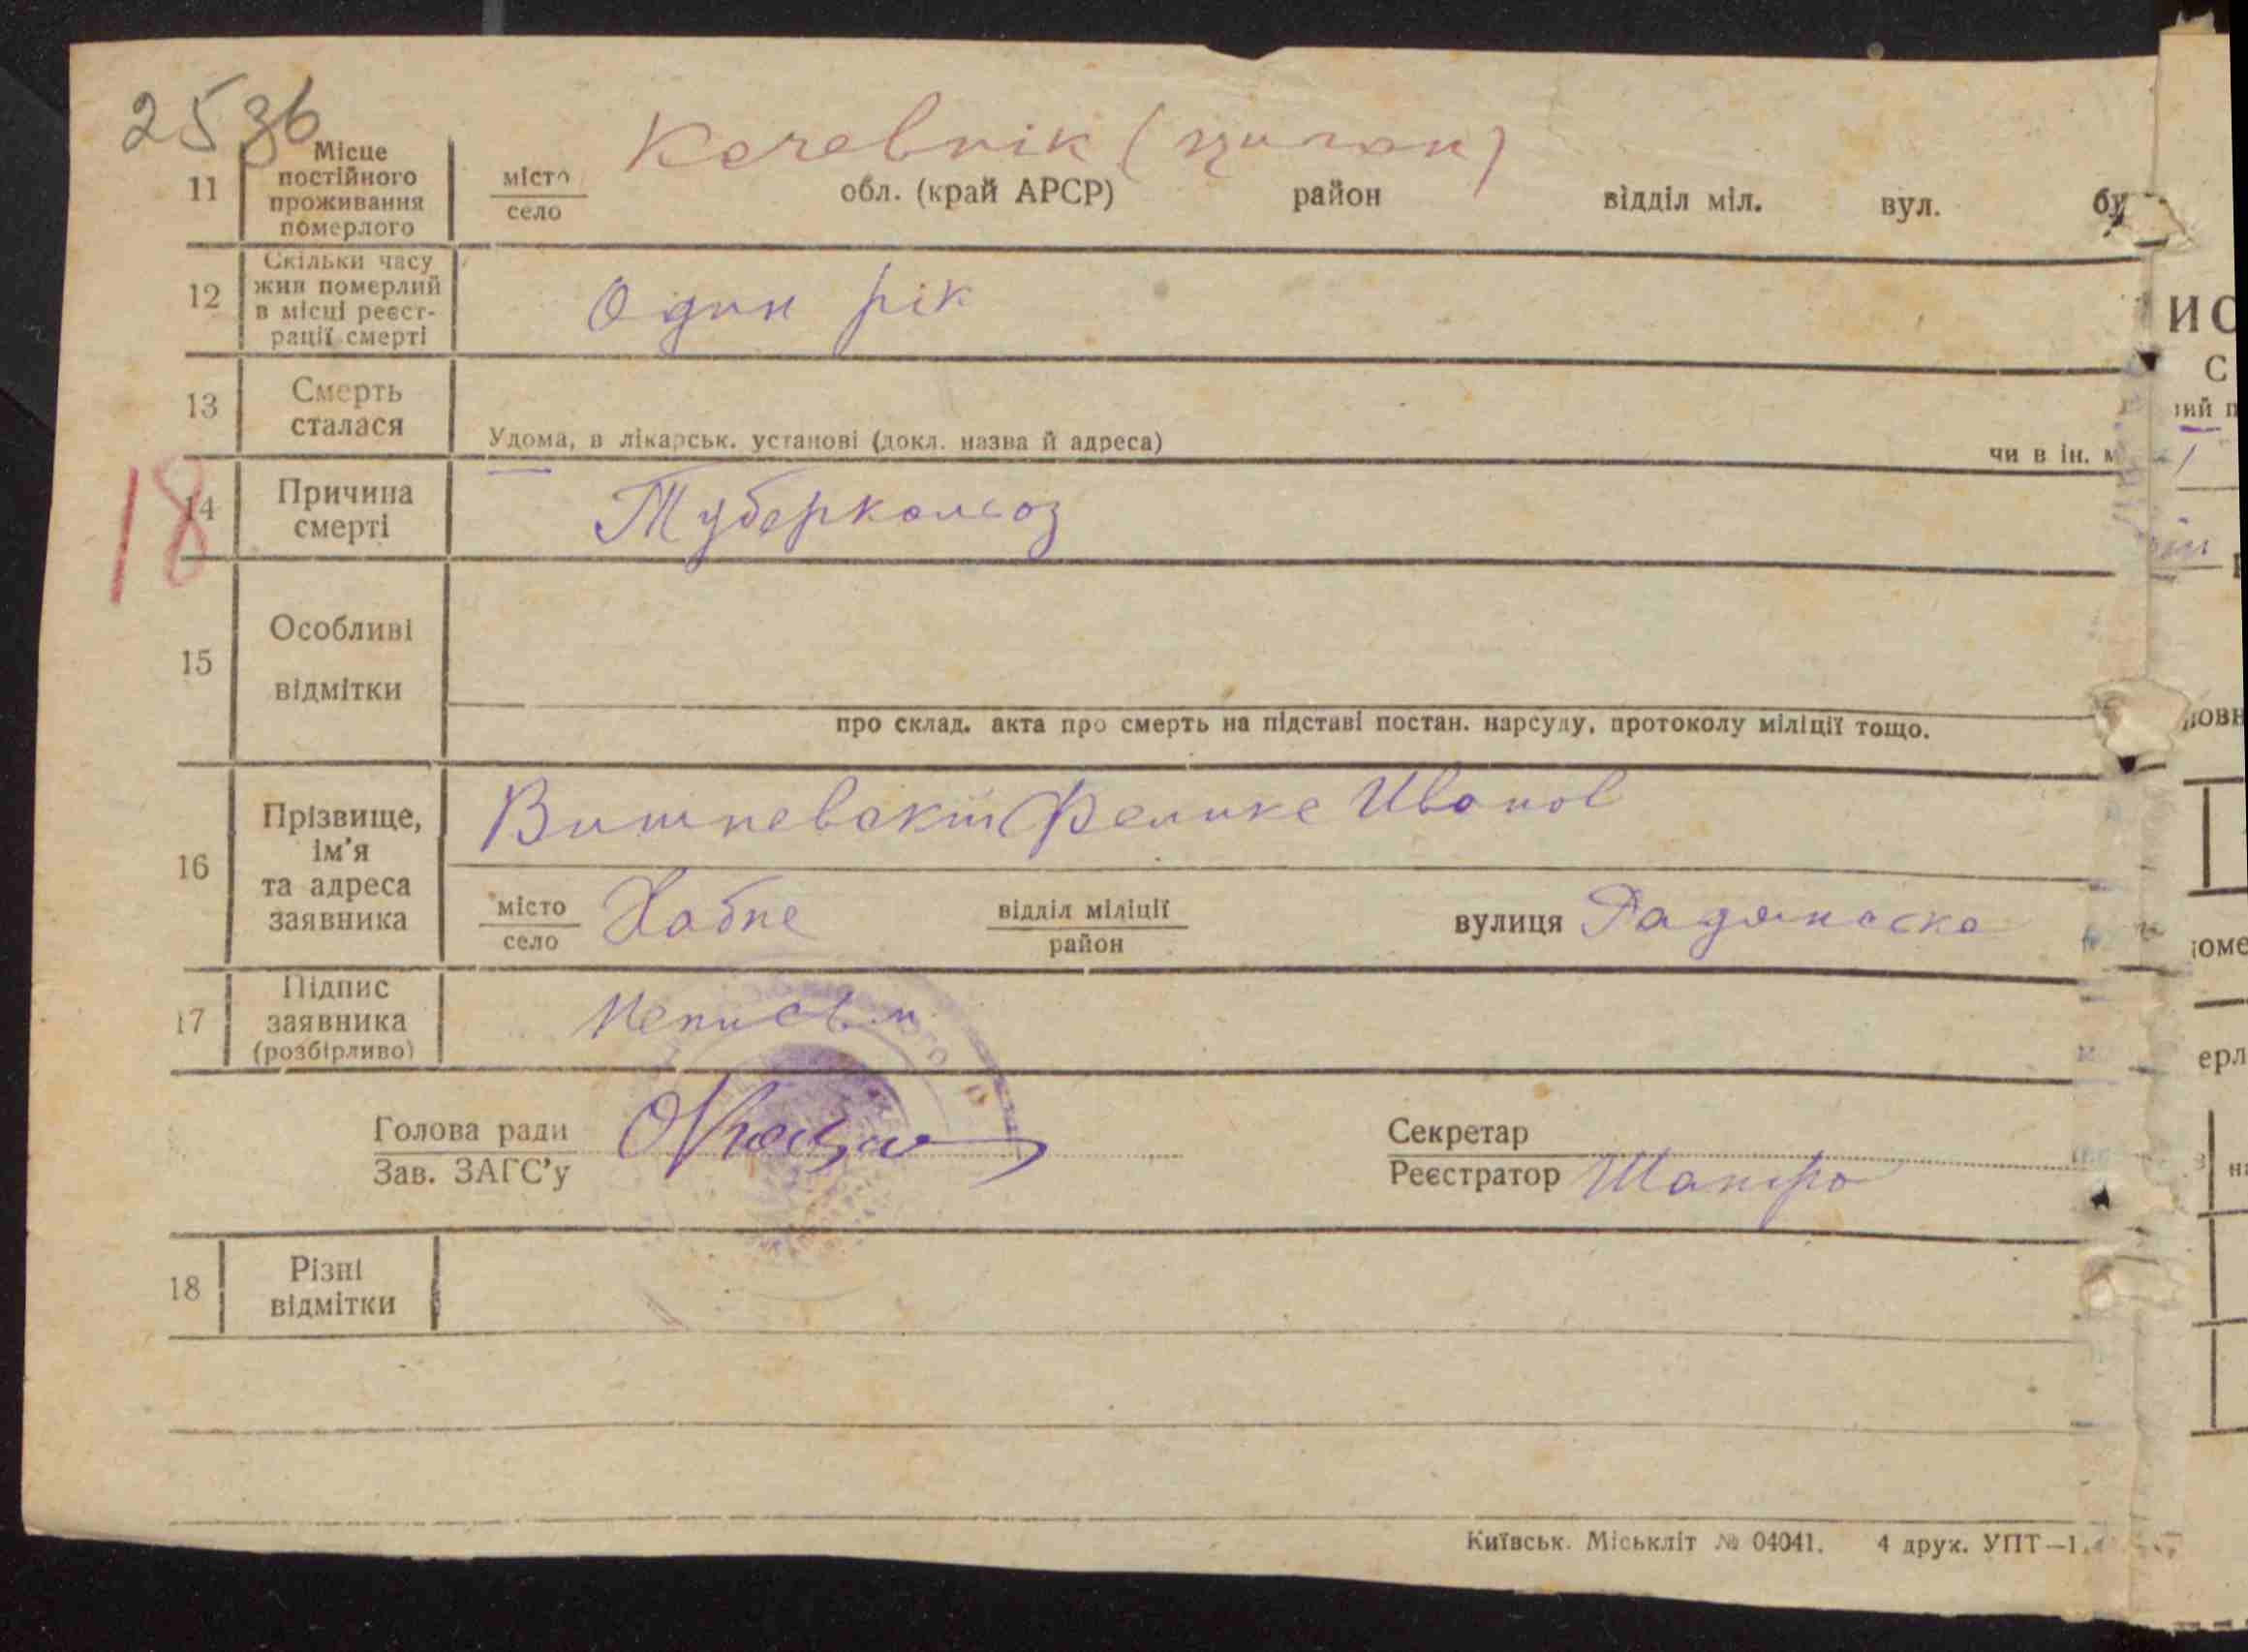 25 зв
Кочевнік (циган)
11 Місце постійного проживання померлого місто село обл. (край АРСР) район відділ міл. вул. бу
12 Скільки часу жив померлий в місці реєстрації смерті Один рік
13 Смерть сталася Удома, в лікарськ. установі (докл. назва й адреса) чи в ін. м
18
14 Причина смерті Туберкольоз
15 Особливі відмітки
про склад. акта про смерть на підставі постан. нарсуду, протоколу міліції тощо.
16 Прізвище, ім'я та адреса заявника Вишневский Феликс Иванов
місто село Хабне відділ міліції район вулиця Радянська
17 Підпис заявника (розбірливо) Неписьм.
Голова ради
Зав. ЗАГС'у
Секретар
Реєстратор Шапіро
18 Різні відмітки
Київськ. Міськліт № 04041. 4 друк. УПТ—1.